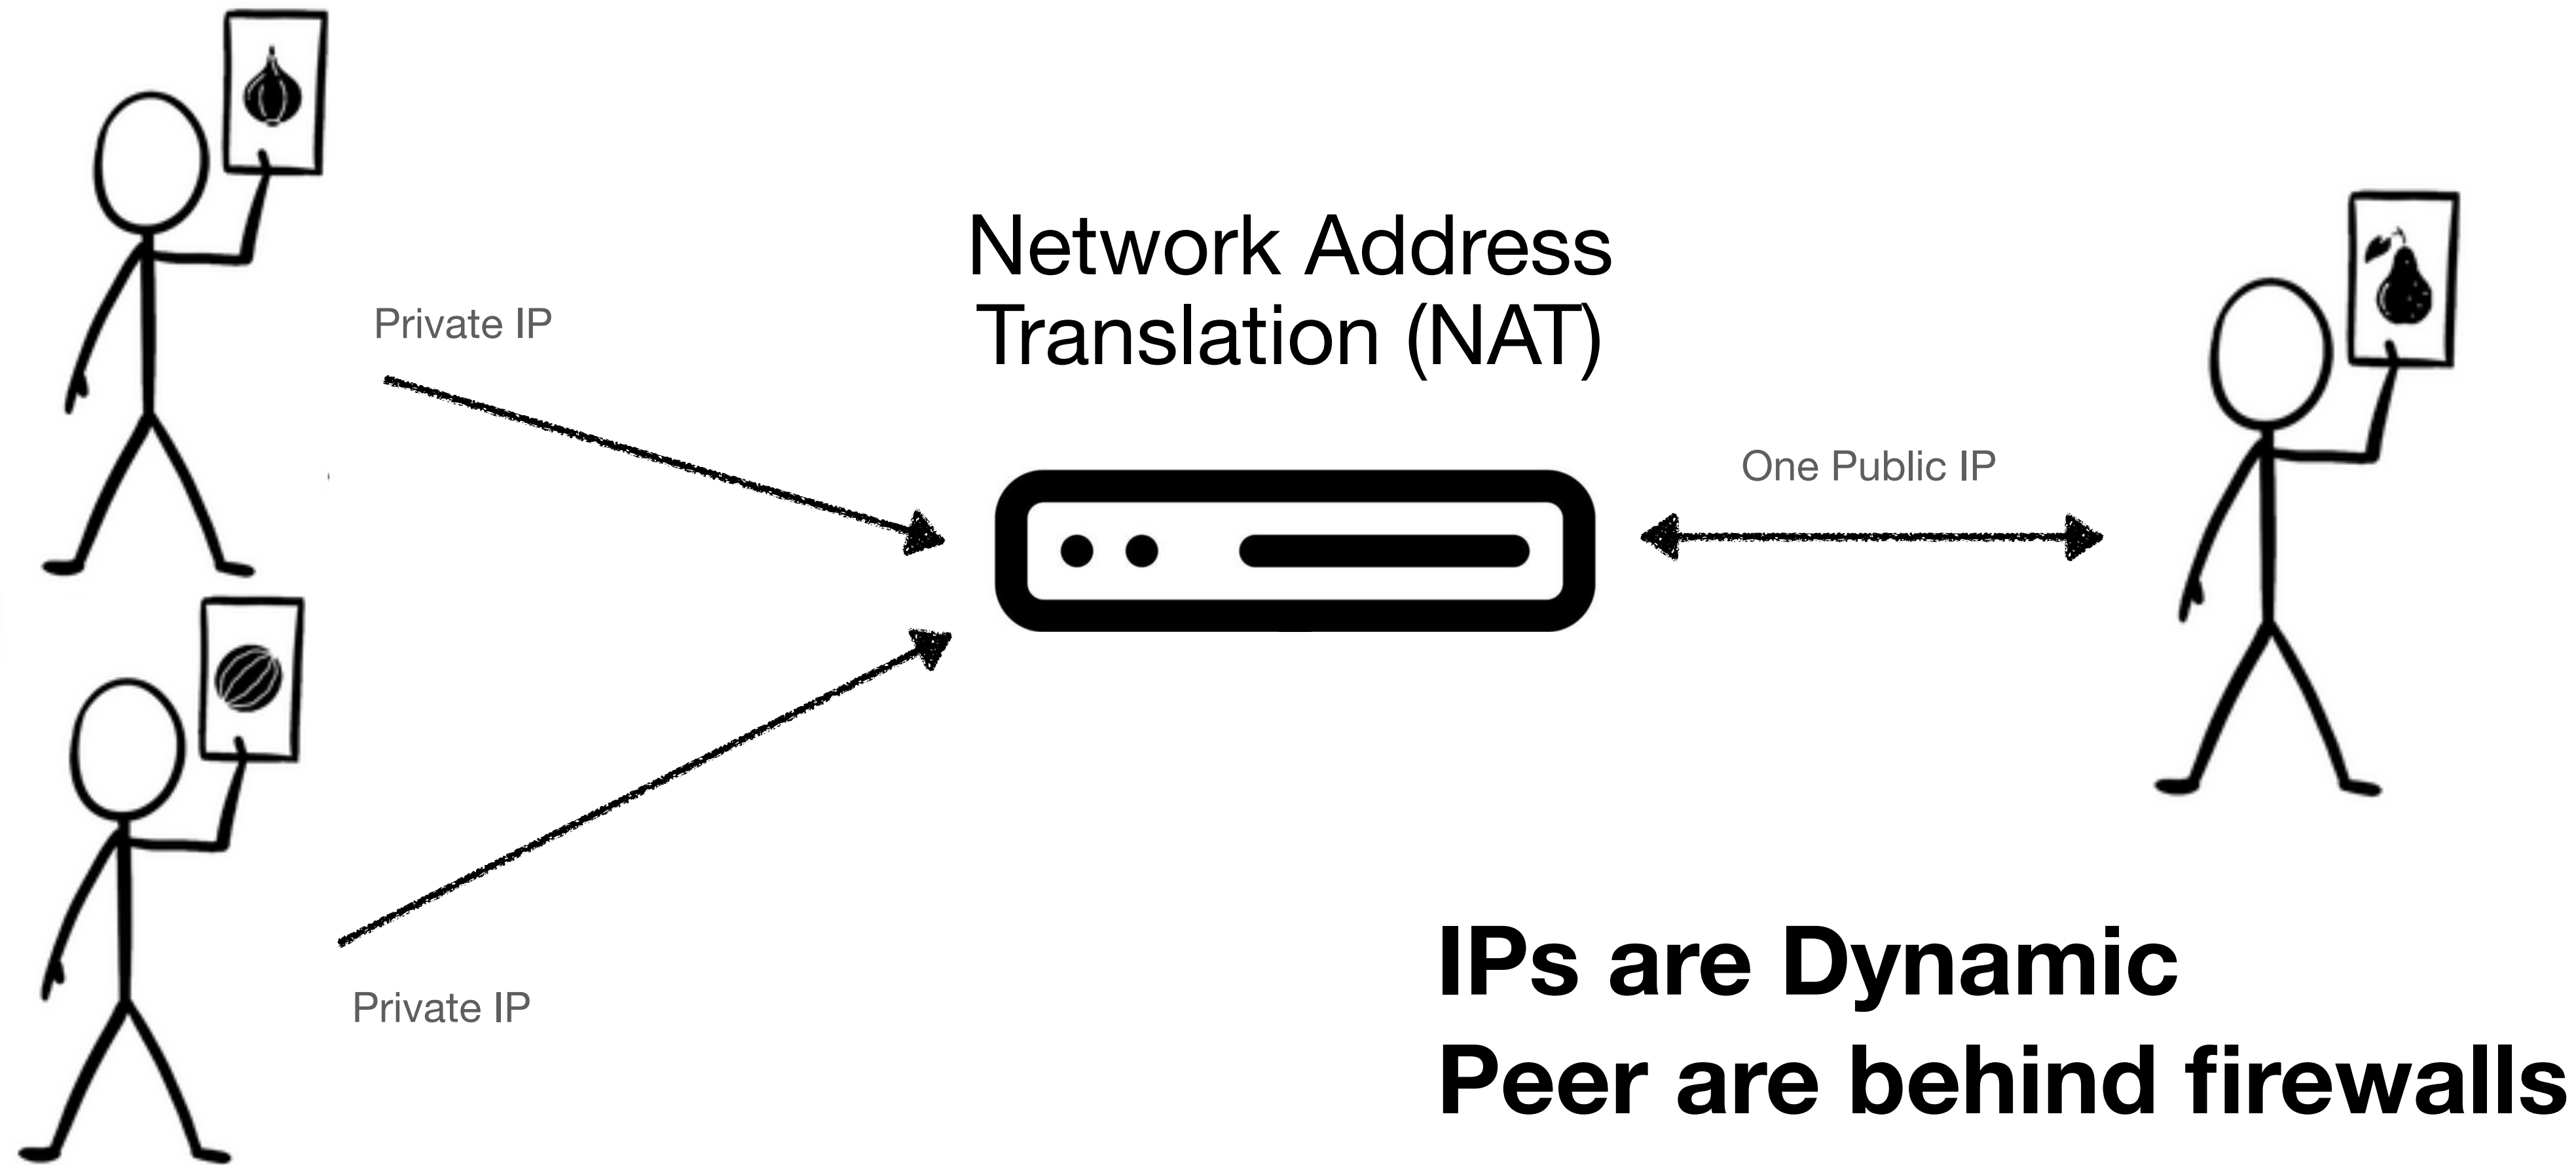 Network Address
Translation (NAT)
Private IP
One Public IP
Private IP
IPs are Dynamic
Peer are behind firewalls